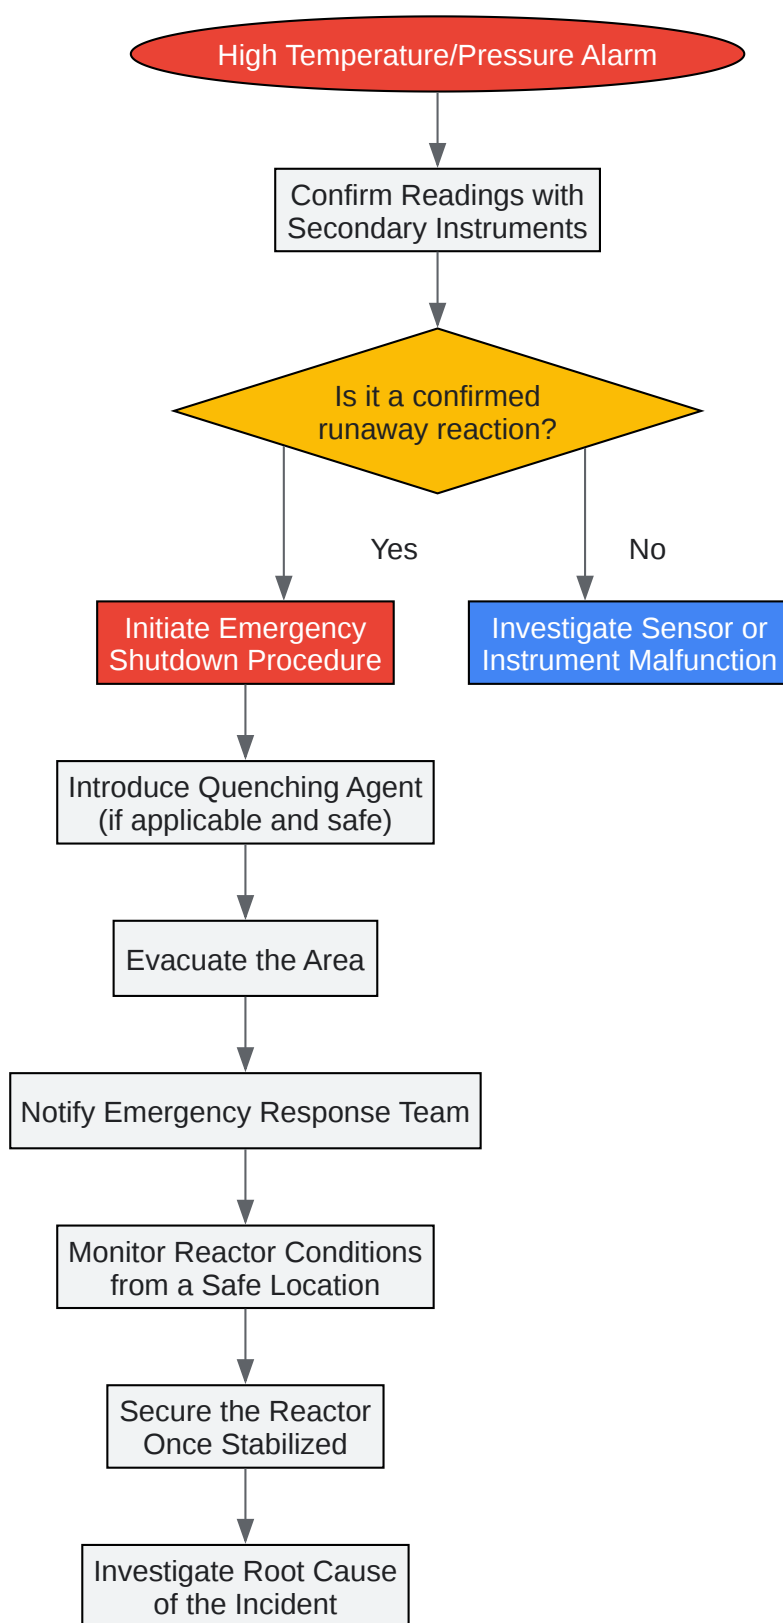 High Temperature/Pressure Alarm
Confirm Readings with
Secondary Instruments
Is it a confirmed
runaway reaction?
Yes
No
Initiate Emergency
Shutdown Procedure
Investigate Sensor or
Instrument Malfunction
Introduce Quenching Agent
(if applicable and safe)
Evacuate the Area
Notify Emergency Response Team
Monitor Reactor Conditions
from a Safe Location
Secure the Reactor
Once Stabilized
Investigate Root Cause
of the Incident